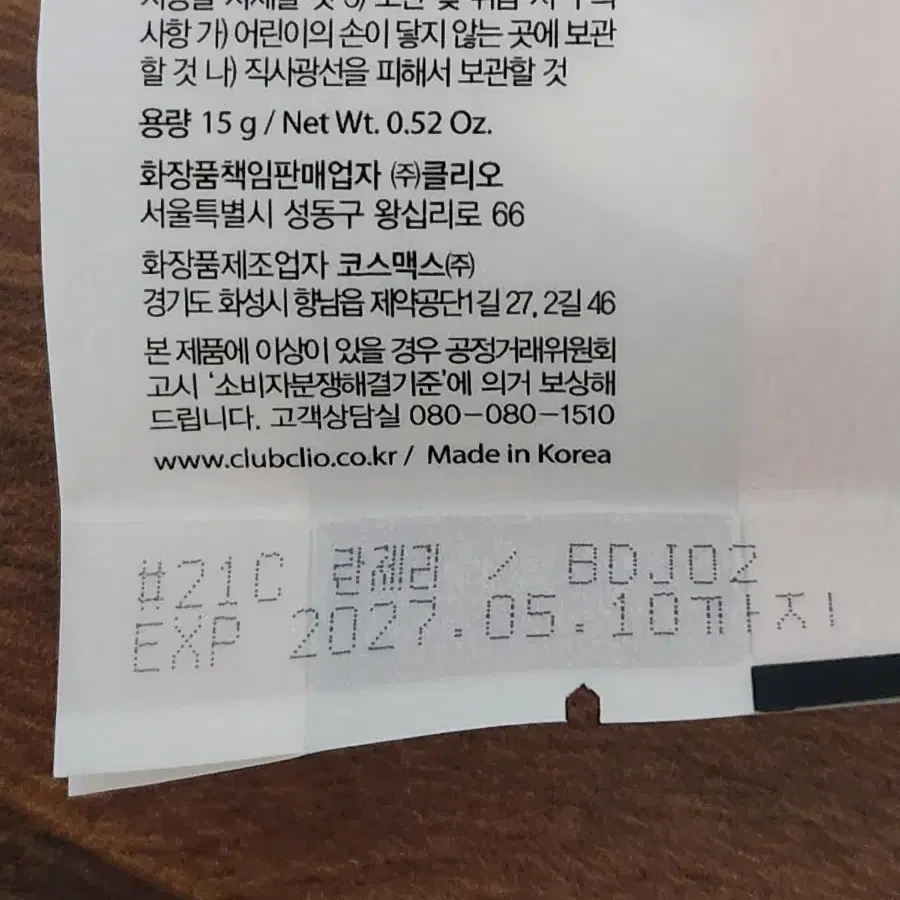 사항 가) 어린이의 손이 닿지 않는 곳에 보관
할 것 나) 직사광선을 피해서 보관할 것
용량 15 g / Net Wt. 0.52 Oz.
화장품책임판매업자 ㈜클리오
서울특별시 성동구 왕십리로 66
화장품제조업자 코스맥스㈜
경기도 화성시 향남읍 제약공단1길 27, 2길 46
본 제품에 이상이 있을 경우 공정거래위원회
고시 '소비자분쟁해결기준'에 의거 보상해
드립니다. 고객상담실 080-080-1510
www.clubclio.co.kr / Made in Korea
#21C 란제리 / BDJ02
EXP 2027.05.10까지